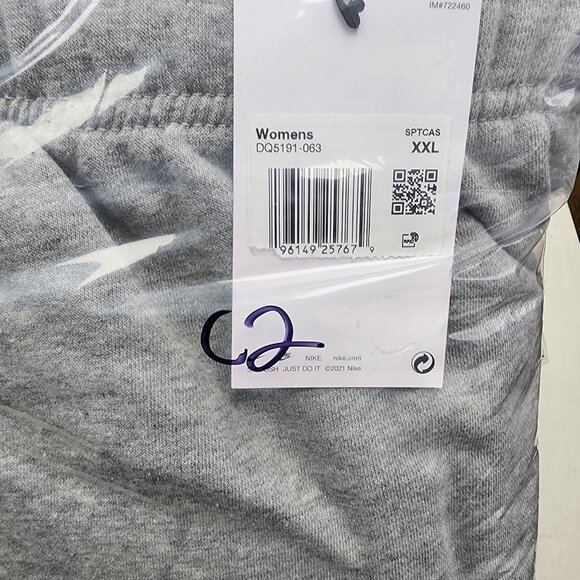 IM#722460
Womens SPTCAS
DQ5191-063 XXL
96149 25767 9
C2
NIKE nike.com
JUST DO IT ©2021 Nike